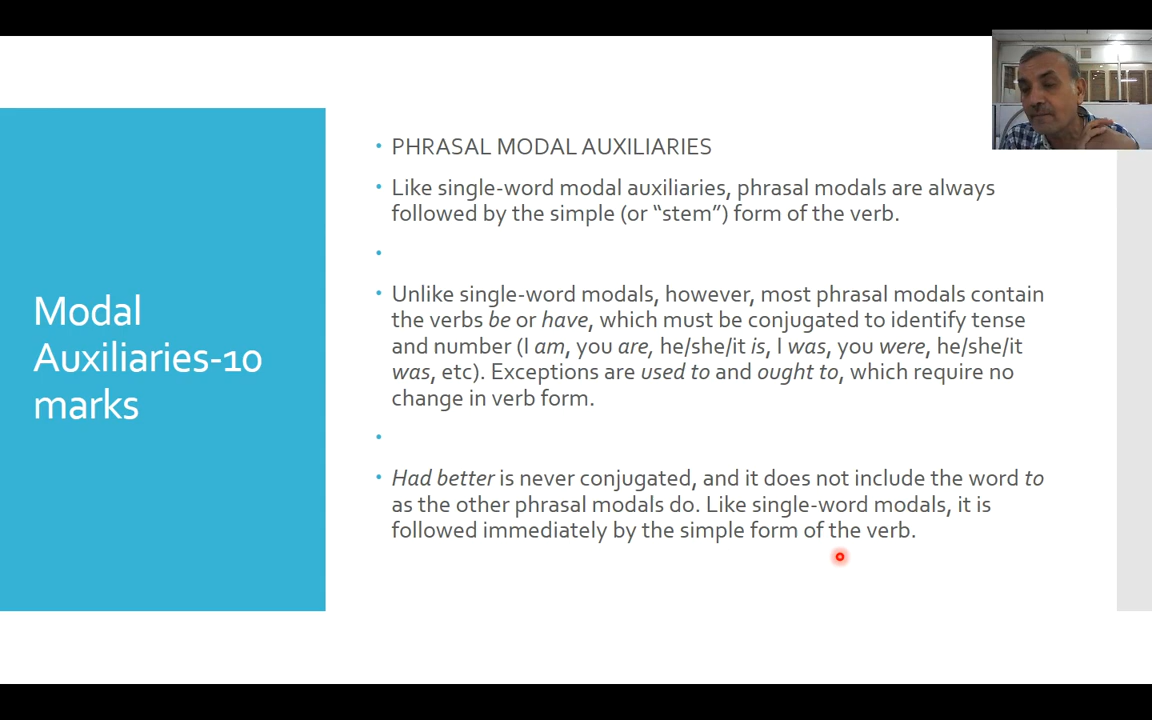 Modal
Auxiliaries-10
marks
• PHRASAL MODAL AUXILIARIES
• Like single-word modal auxiliaries, phrasal modals are always
followed by the simple (or “stem”) form of the verb.
•
• Unlike single-word modals, however, most phrasal modals contain
the verbs be or have, which must be conjugated to identify tense
and number (I am, you are, he/she/it is, I was, you were, he/she/it
was, etc). Exceptions are used to and ought to, which require no
change in verb form.
•
• Had better is never conjugated, and it does not include the word to
as the other phrasal modals do. Like single-word modals, it is
followed immediately by the simple form of the verb.